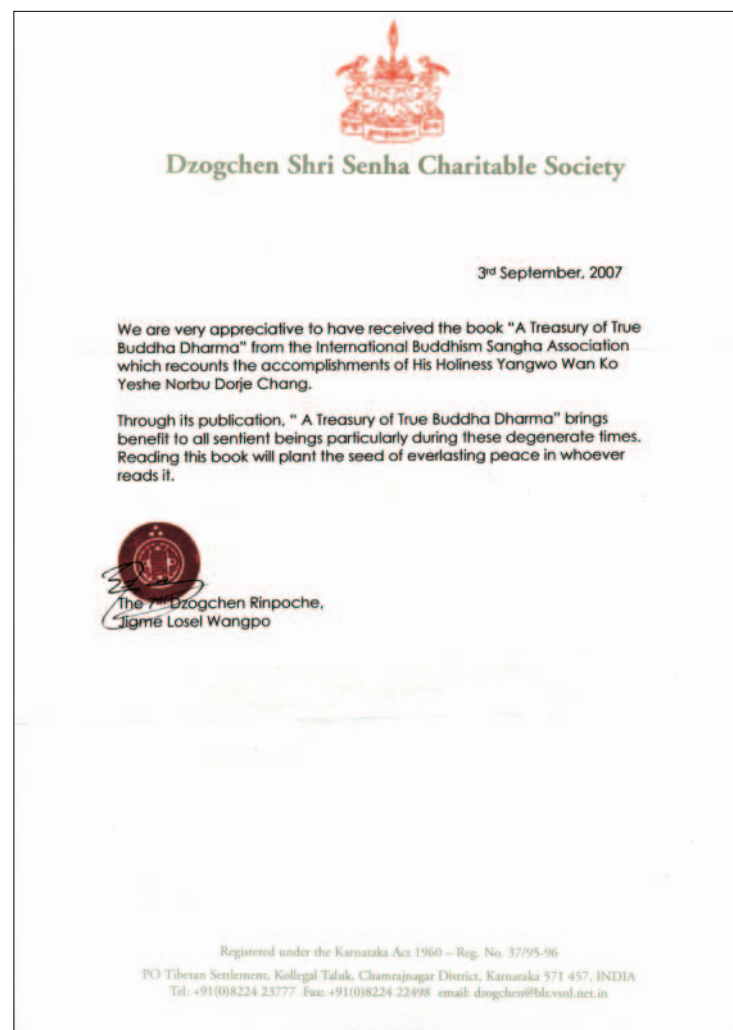 Dzogchen Shri Senha Charitable Society
3rd September, 2007
We are very appreciative to have received the book "A Treasury of True
Buddha Dharma" from the International Buddhism Sangha Association
which recounts the accomplishments of His Holiness Yangwo Wan Ko
Yeshe Norbu Dorje Chang.
Through its publication, " A Treasury of True Buddha Dharma" brings
benefit to all sentient beings particularly during these degenerate times.
Reading this book will plant the seed of everlasting peace in whoever
reads it.
The 7th Dzogchen Rinpoche,
Jigme Losel Wangpo
Registered under the Karnataka Act 1960 – Reg. No. 37/95-96
PO Tibetan Settlement, Kollegal Taluk, Chamrajnagar District, Karnataka 571 457, INDIA
Tel: +91(0)8224 23777 Fax: +91(0)8224 22498 email: dzogchen@blr.vsnl.net.in